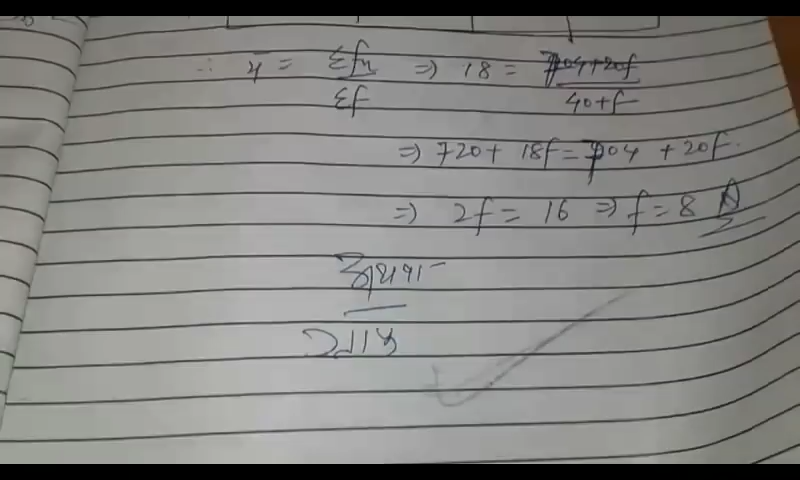 ∴ x̄ = Σfx/Σf ⇒ 18 = 704+20f/40+f
⇒ 720+ 18f = 704 + 20f.
⇒ 2f = 16 ⇒ f = 8
अथवा